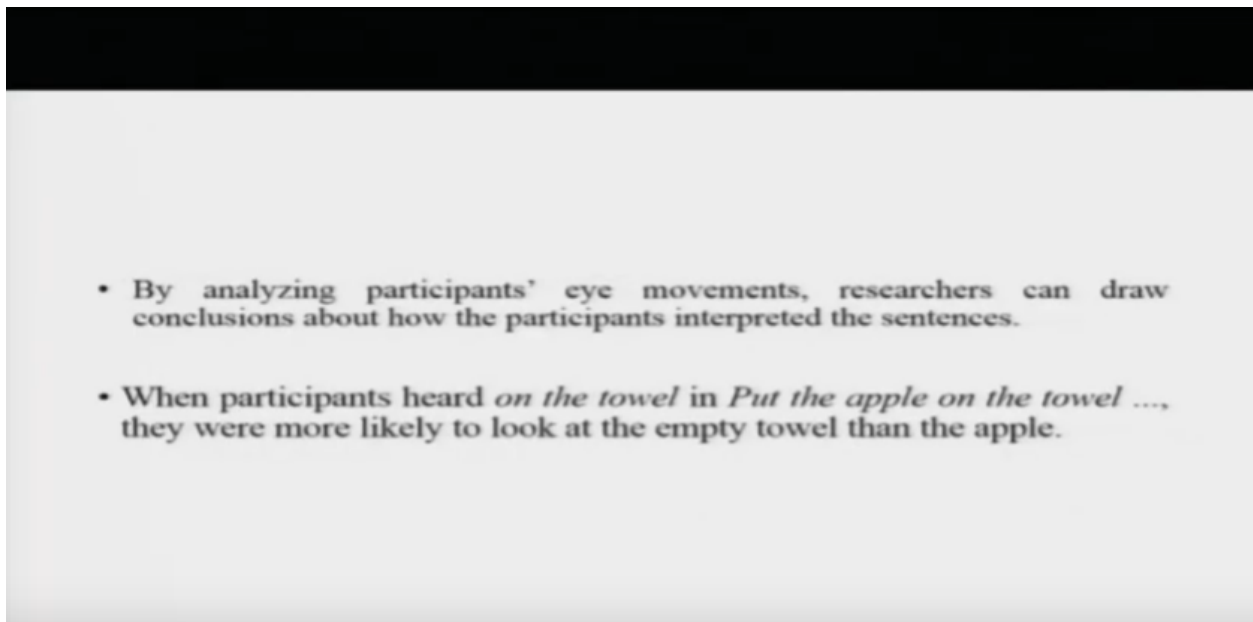 • By analyzing participants’ eye movements, researchers can draw
conclusions about how the participants interpreted the sentences.
• When participants heard on the towel in Put the apple on the towel ...,
they were more likely to look at the empty towel than the apple.